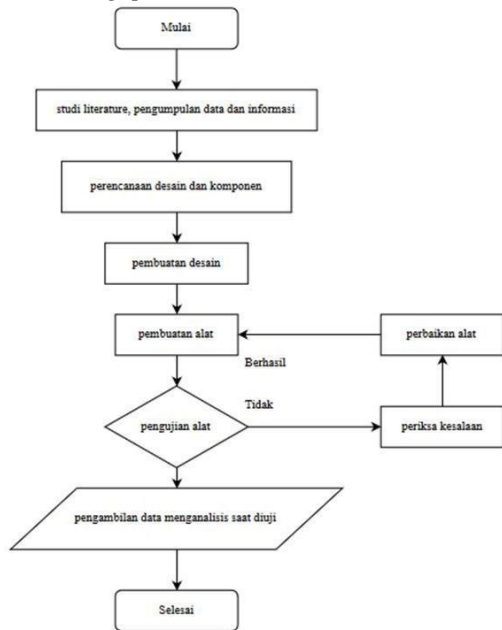 Mulai
studi literature, pengumpulan data dan informasi
perencanaan desain dan komponen
pembuatan desain
pembuatan alat
perbaikan alat
Berhasil
Tidak
pengujian alat
periksa kesalaan
pengambilan data menganalisis saat diuji
Selesai